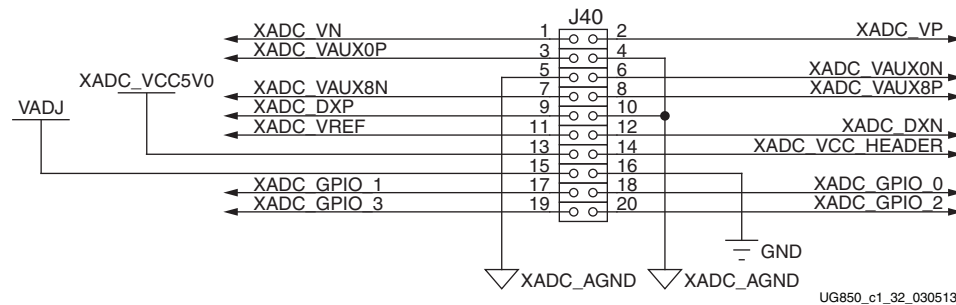 J40
XADC_VN 1 2 XADC_VP
XADC_VAUX0P 3 4
5 6 XADC_VAUX0N
XADC_VCC5V0
XADC_VAUX8N 7 8 XADC_VAUX8P
VADJ
XADC_DXP 9 10
XADC_VREF 11 12 XADC_DXN
13 14 XADC_VCC_HEADER
15 16
XADC_GPIO_1 17 18 XADC_GPIO_0
XADC_GPIO_3 19 20 XADC_GPIO_2
GND
XADC_AGND XADC_AGND
UG850_c1_32_030513